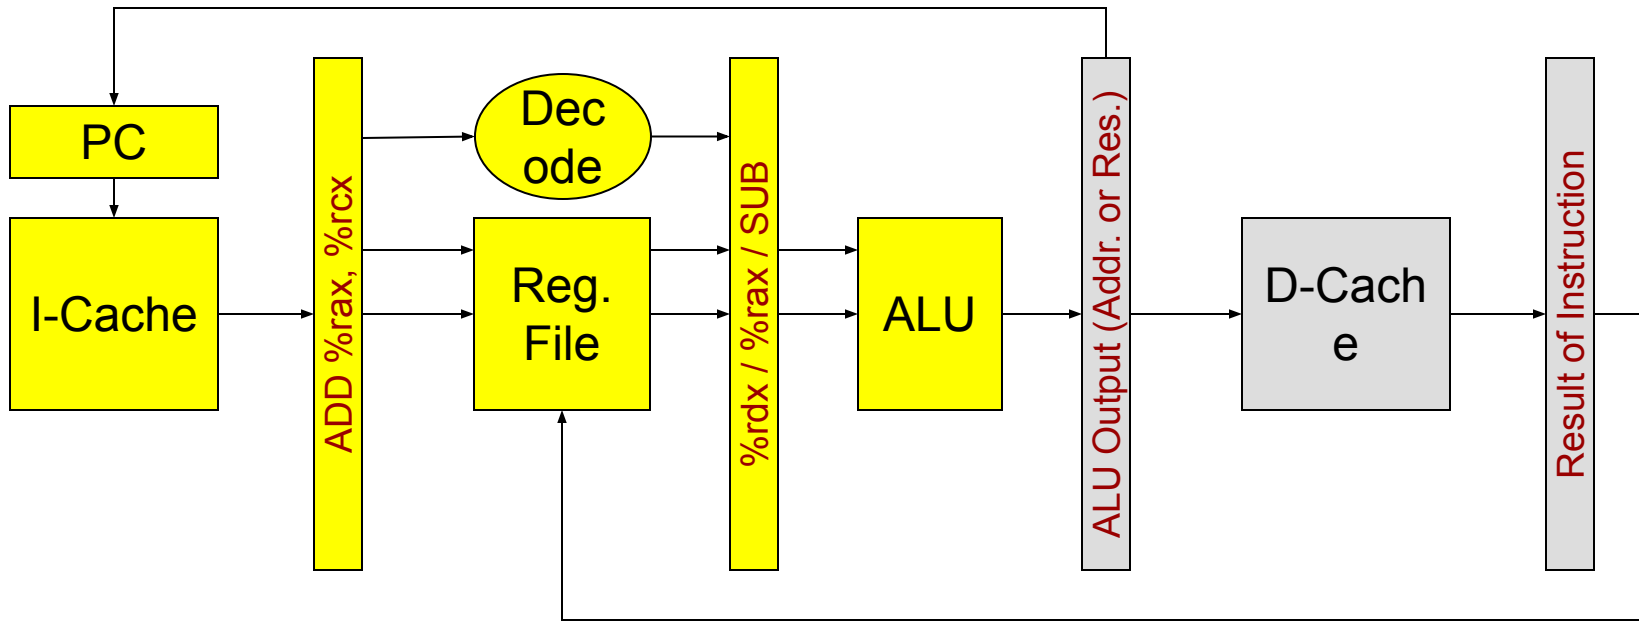 PC
I-Cache
ADD %rax, %rcx
Dec
ode
Reg.
File
%rdx / %rax / SUB
ALU
ALU Output (Addr. or Res.)
D-Cach
e
Result of Instruction